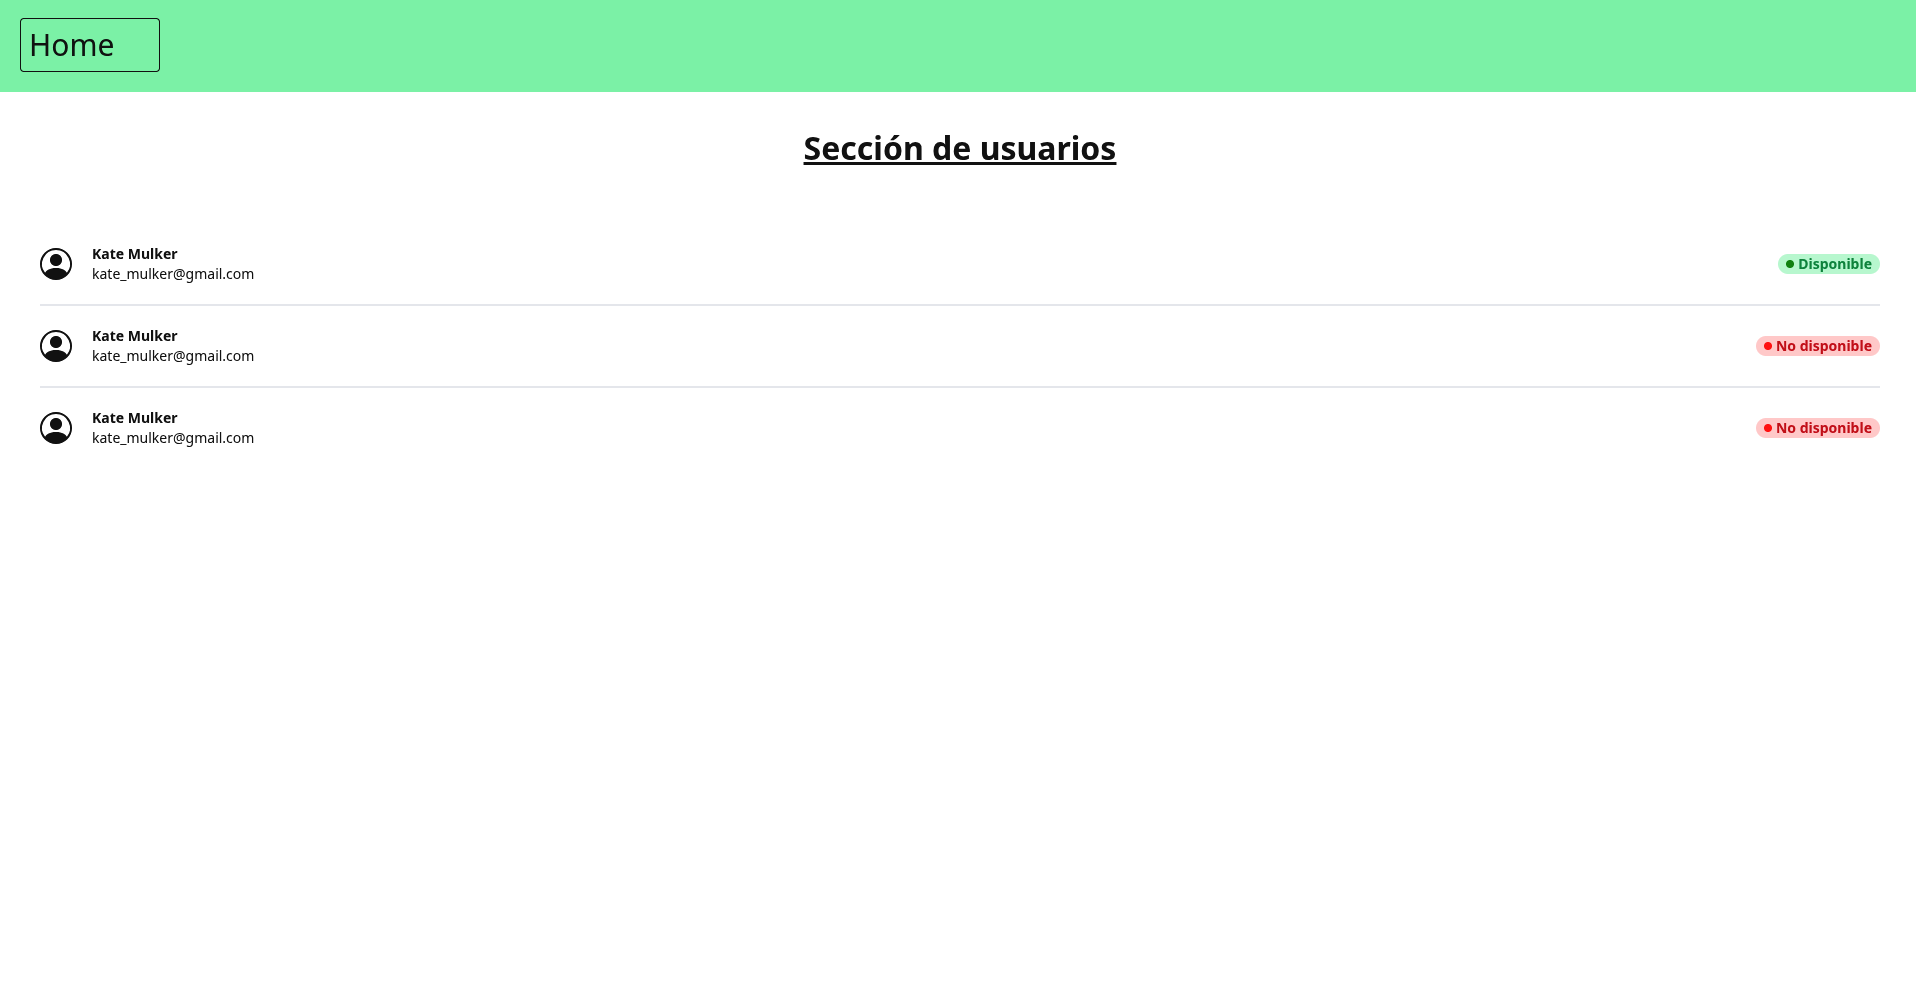 Home
Sección de usuarios
Kate Mulker
kate_mulker@gmail.com
Disponible
Kate Mulker
kate_mulker@gmail.com
No disponible
Kate Mulker
kate_mulker@gmail.com
No disponible